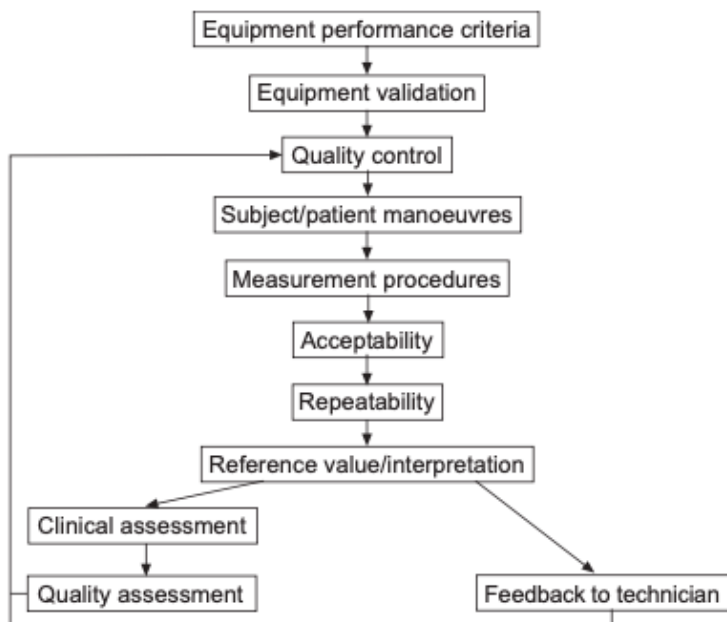 Equipment performance criteria
Equipment validation
Quality control
Subject/patient manoeuvres
Measurement procedures
Acceptability
Repeatability
Reference value/interpretation
Clinical assessment
Quality assessment
Feedback to technician